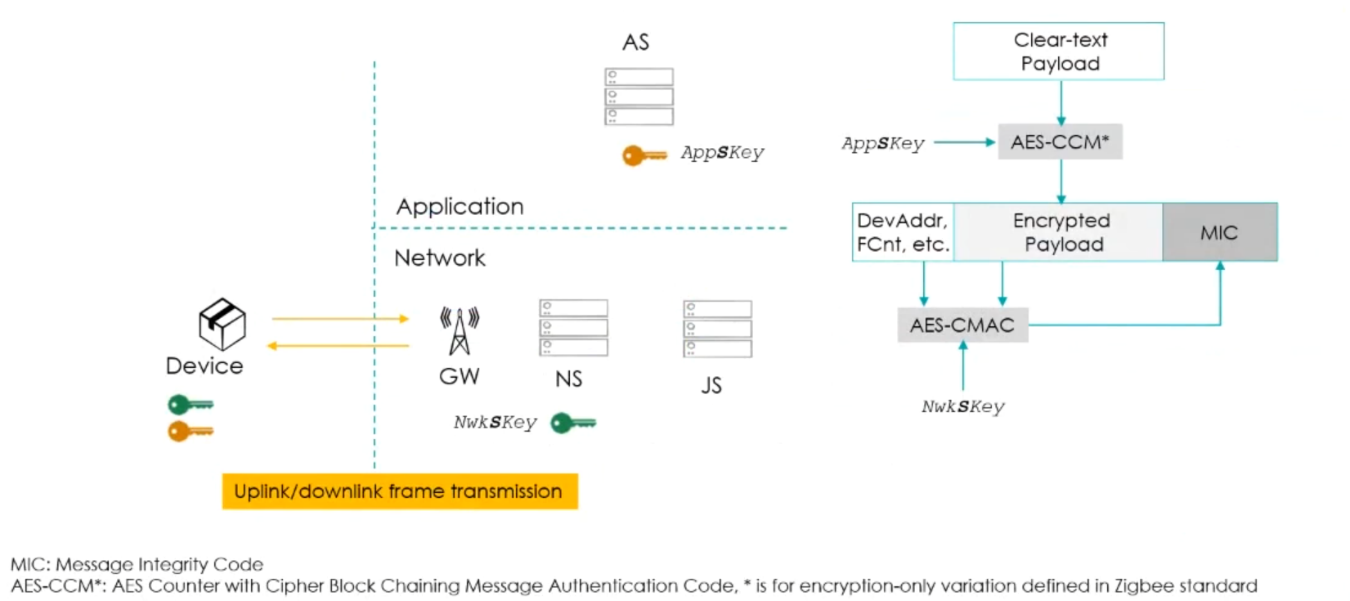 AS
AppSKey
Application
Network
Device
GW
NS
JS
NwkSKey
Uplink/downlink frame transmission
Clear-text
Payload
AppSKey
AES-CCM*
DevAddr,
FCnt, etc.
Encrypted
Payload
MIC
AES-CMAC
NwkSKey
MIC: Message Integrity Code
AES-CCM*: AES Counter with Cipher Block Chaining Message Authentication Code, * is for encryption-only variation defined in Zigbee standard